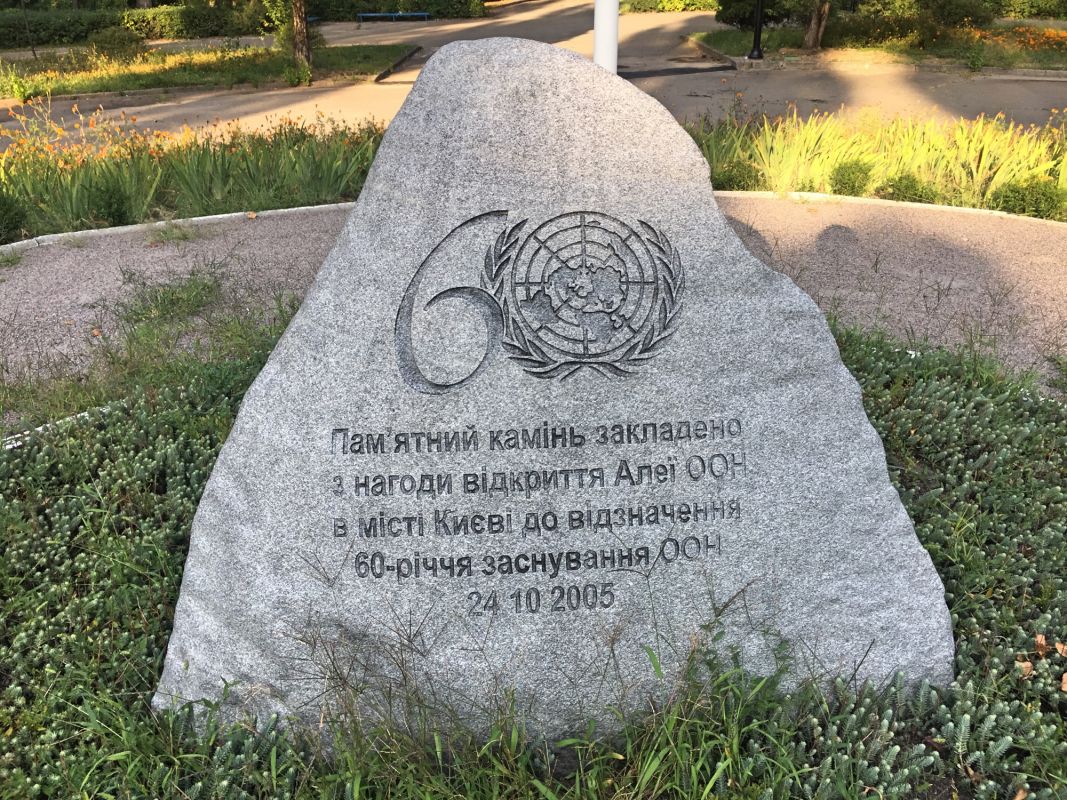 60
Пам'ятний камінь закладено
з нагоди відкриття Алеї ООН
в місті Києві до відзначення
60-річчя заснування ООН
24 10 2005